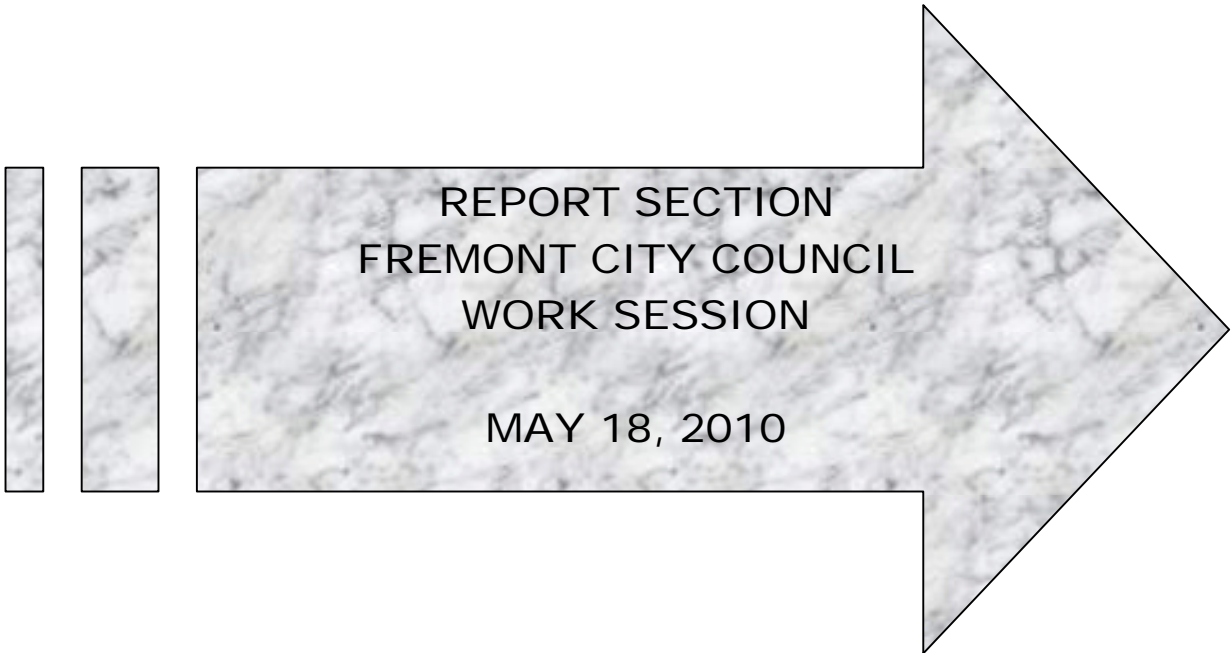 REPORT SECTION
FREMONT CITY COUNCIL
WORK SESSION
MAY 18, 2010